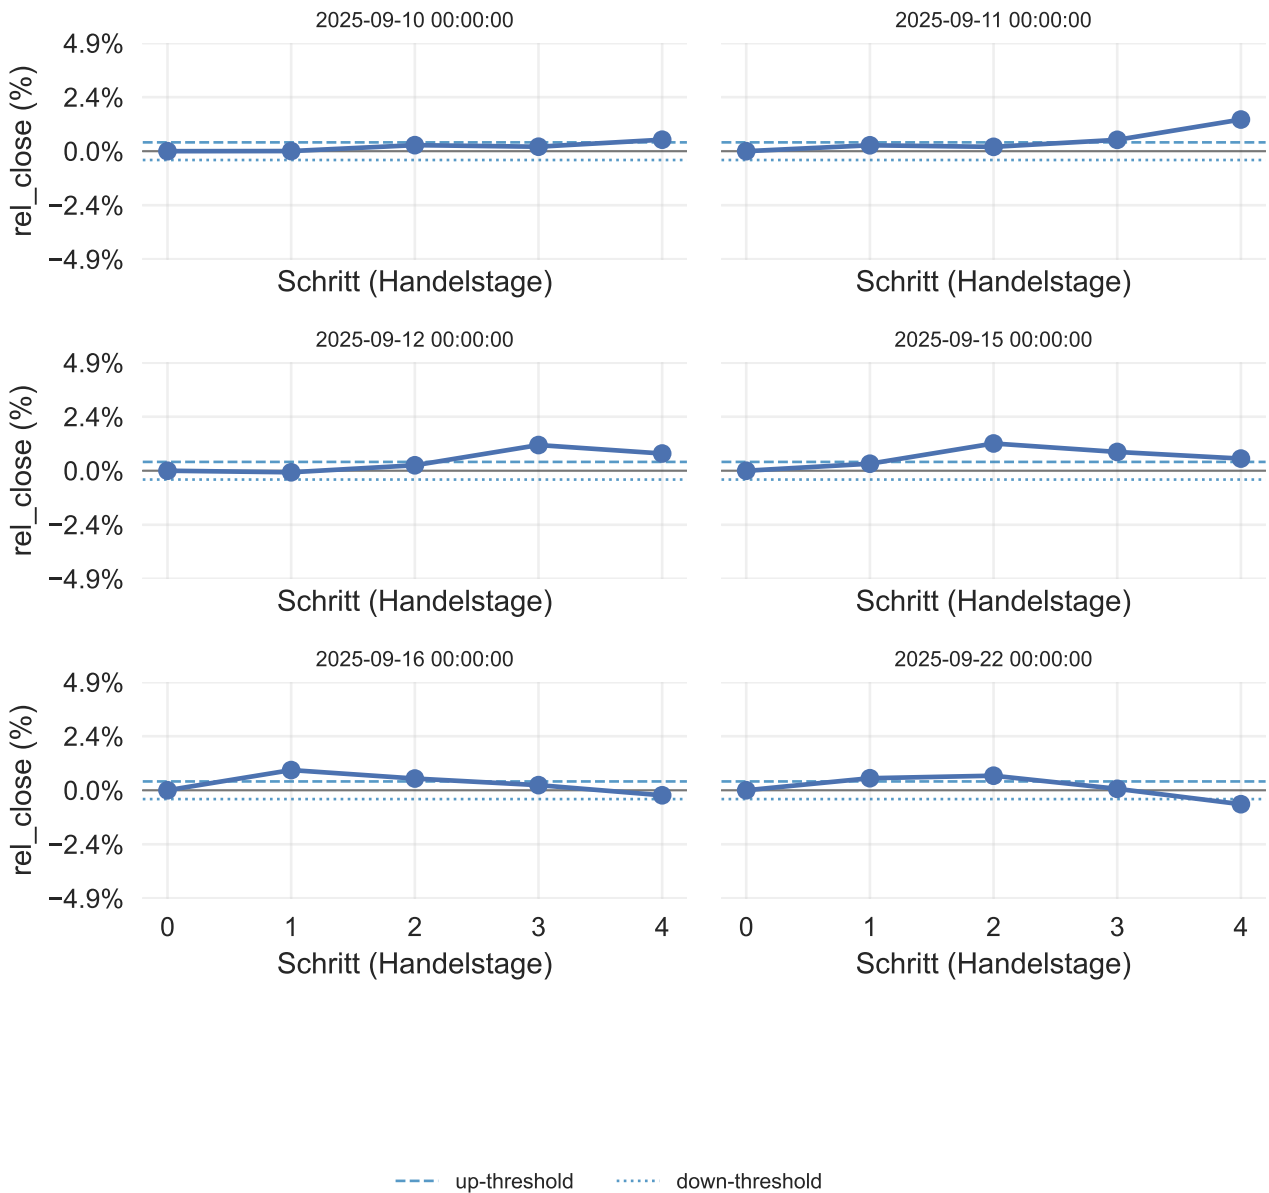 2025-09-10 00:00:00
2025-09-11 00:00:00
4.9%
2.4%
0.0%
−2.4%
−4.9%
rel_close (%)
Schritt (Handelstage)
Schritt (Handelstage)
2025-09-12 00:00:00
2025-09-15 00:00:00
4.9%
2.4%
0.0%
−2.4%
−4.9%
rel_close (%)
Schritt (Handelstage)
Schritt (Handelstage)
2025-09-16 00:00:00
2025-09-22 00:00:00
4.9%
2.4%
0.0%
−2.4%
−4.9%
rel_close (%)
0 1 2 3 4
0 1 2 3 4
Schritt (Handelstage)
Schritt (Handelstage)
up-threshold
down-threshold